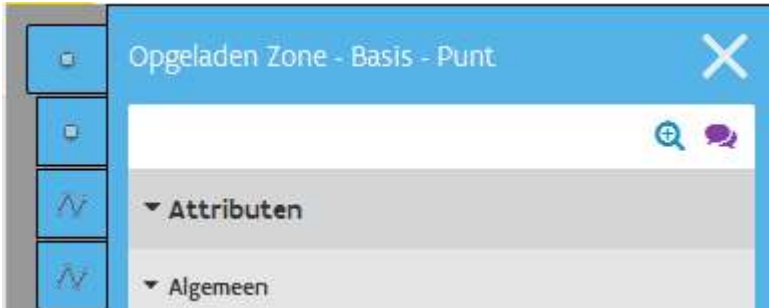 Opgeladen Zone - Basis - Punt
Attributen
Algemeen